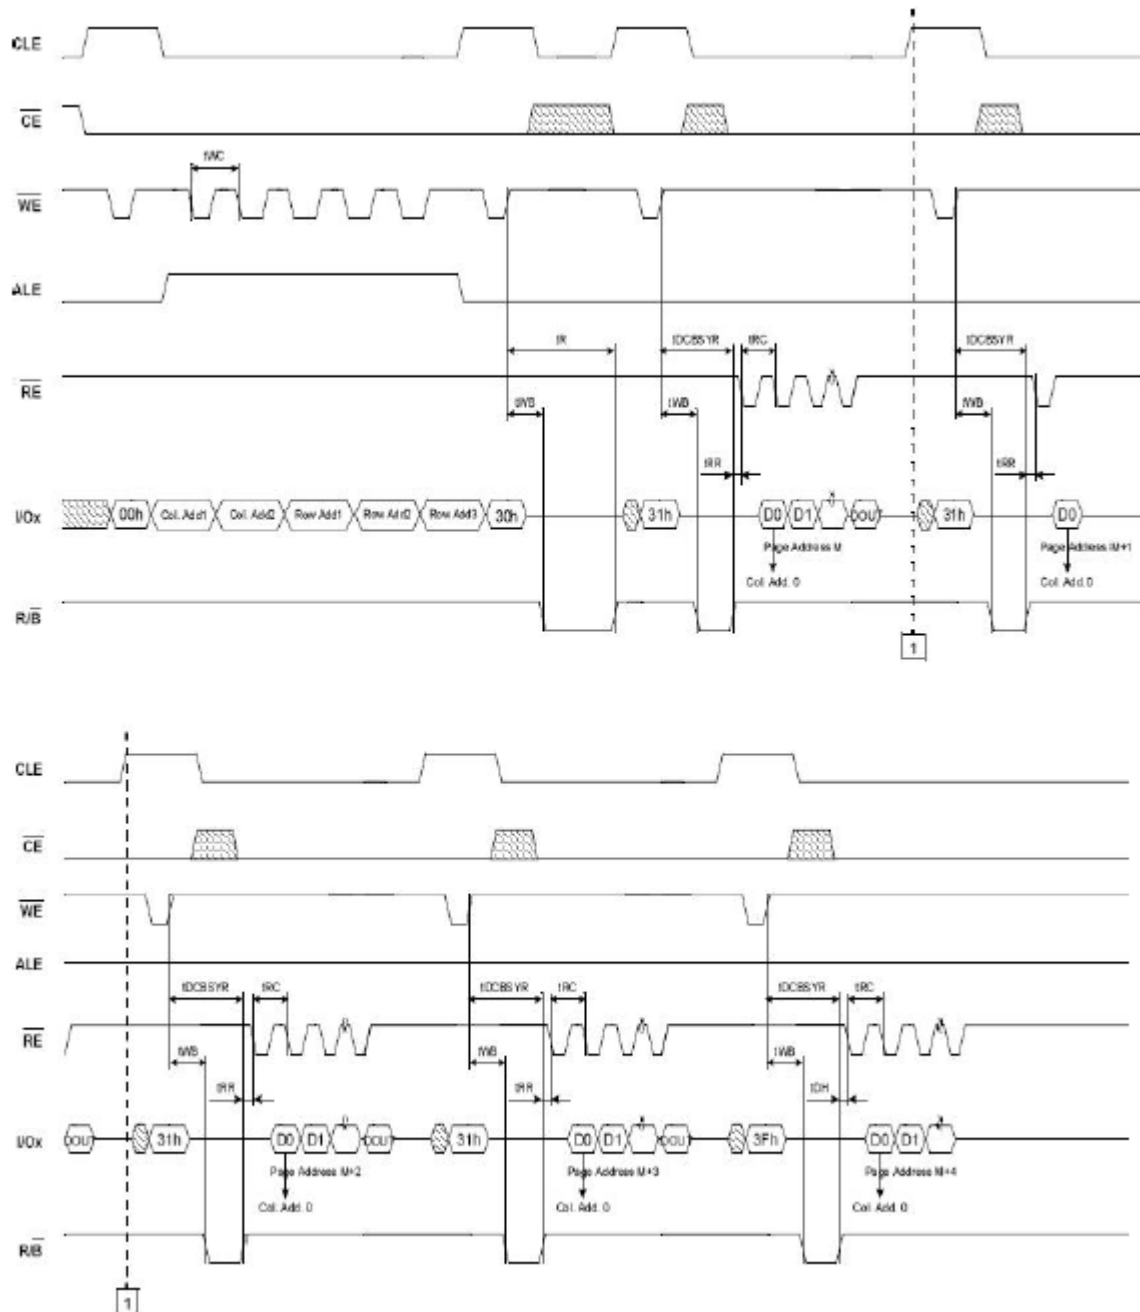 CLE
CE
tWC
WE
ALE
tR tDCBSYR tRC tDCBSYR
RE
tWB tWB tWB
tRR tRR
I/Ox 00h Col. Add1 Col. Add2 Row Add1 Row Add2 Row Add3 30h 31h D0 D1 DOUT 31h D0
Page Address M Page Address M+1
Col. Add. 0 Col. Add. 0
R/B
1
CLE
CE
WE
ALE
tDCBSYR tRC tDCBSYR tRC tDCBSYR tRC
RE
tWB tWB tWB
tRR tRR tDH
I/Ox DOUT 31h D0 D1 DOUT 31h D0 D1 DOUT 3Fh D0 D1
Page Address M+2 Page Address M+3 Page Address M+4
Col. Add. 0 Col. Add. 0 Col. Add. 0
R/B
1